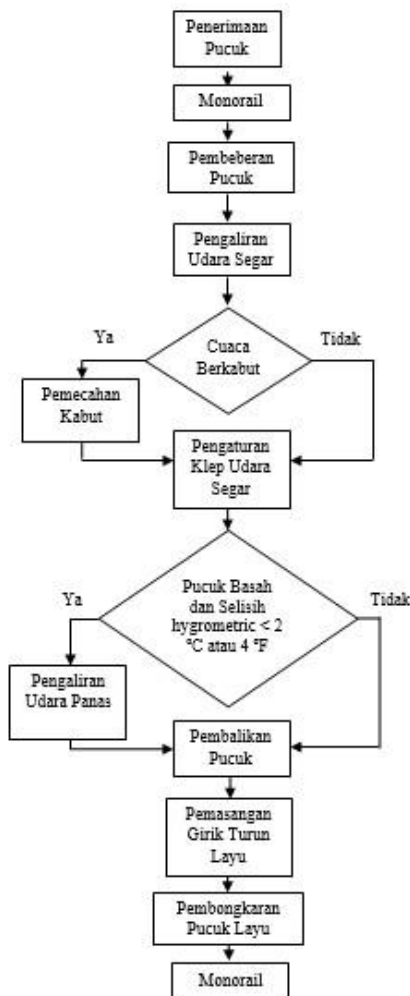 Penerimaan
Pucuk
Monorail
Pembeberan
Pucuk
Pengaliran
Udara Segar
Ya
Cuaca
Berkabut
Tidak
Pemecahan
Kabut
Pengaturan
Klep Udara
Segar
Ya
Pucuk Basah
dan Selisih
hygrometric < 2
°C atau 4 °F
Tidak
Pengaliran
Udara Panas
Pembalikan
Pucuk
Pemasangan
Girik Turun
Layu
Pembongkaran
Pucuk Layu
Monorail